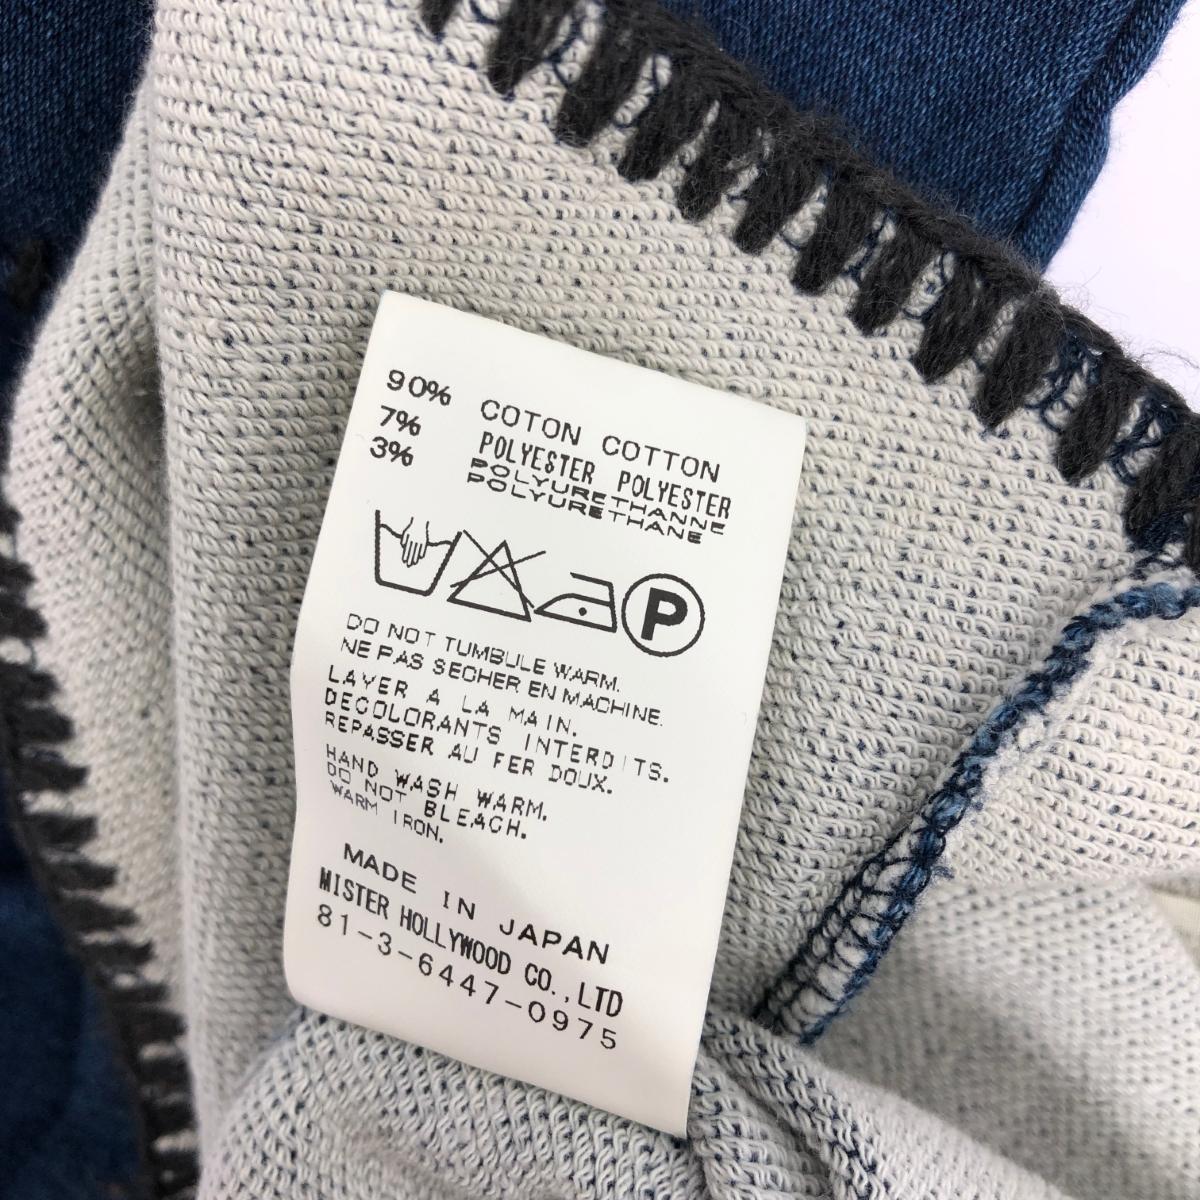 90% COTON COTTON
7% POLYESTER POLYESTER
3% POLYURETHANNE
POLYURETHANE
P
DO NOT TUMBULE WARM.
NE PAS SECHER EN MACHINE.
LAYER A LA MAIN.
DECOLORANTS INTERDITS.
REPASSER AU FER DOUX.
HAND WASH WARM.
DO NOT BLEACH.
WARM IRON.
MADE IN JAPAN
MISTER HOLLYWOOD CO.,LTD
81-3-6447-0975